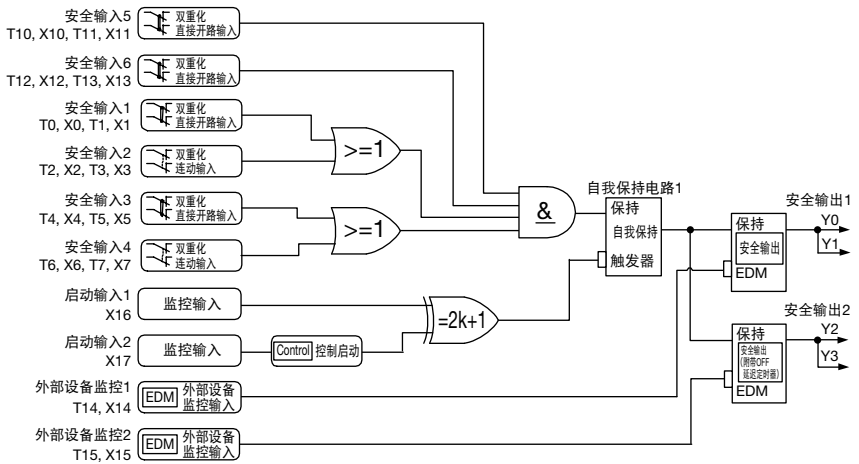 安全输入5
T10, X10, T11, X11
双重化
直接开路输入
安全输入6
T12, X12, T13, X13
双重化
直接开路输入
安全输入1
T0, X0, T1, X1
双重化
直接开路输入
安全输入2
T2, X2, T3, X3
双重化
连动输入
>=1
安全输入3
T4, X4, T5, X5
双重化
直接开路输入
安全输入4
T6, X6, T7, X7
双重化
连动输入
>=1
&
自我保持电路1
保持
自我保持
触发器
安全输出1
保持
安全输出
EDM
Y0
Y1
启动输入1
X16
监控输入
启动输入2
X17
监控输入
Control 控制启动
=2k+1
安全输出2
保持
安全输出
(附带OFF
延迟定时器)
EDM
Y2
Y3
外部设备监控1
T14, X14
EDM 外部设备
监控输入
外部设备监控2
T15, X15
EDM 外部设备
监控输入